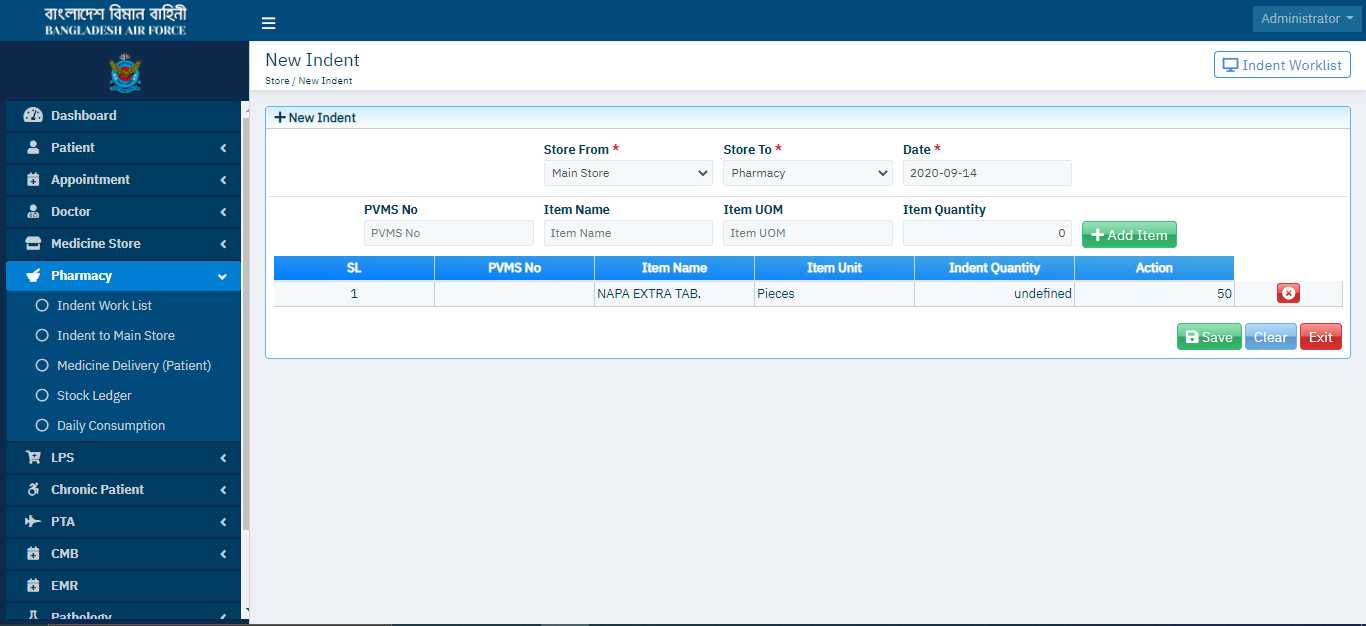 বাংলাদেশ বিমান বাহিনী
BANGLADESH AIR FORCE
Administrator
New Indent
Store / New Indent
Indent Worklist
Dashboard
Patient
Appointment
Doctor
Medicine Store
Pharmacy
Indent Work List
Indent to Main Store
Medicine Delivery (Patient)
Stock Ledger
Daily Consumption
LPS
Chronic Patient
PTA
CMB
EMR
Pathology
New Indent
Store From * Store To * Date *
Main Store Pharmacy 2020-09-14
PVMS No Item Name Item UOM Item Quantity
PVMS No Item Name Item UOM 0 Add Item
SL PVMS No Item Name Item Unit Indent Quantity Action
1 NAPA EXTRA TAB. Pieces undefined 50
Save Clear Exit